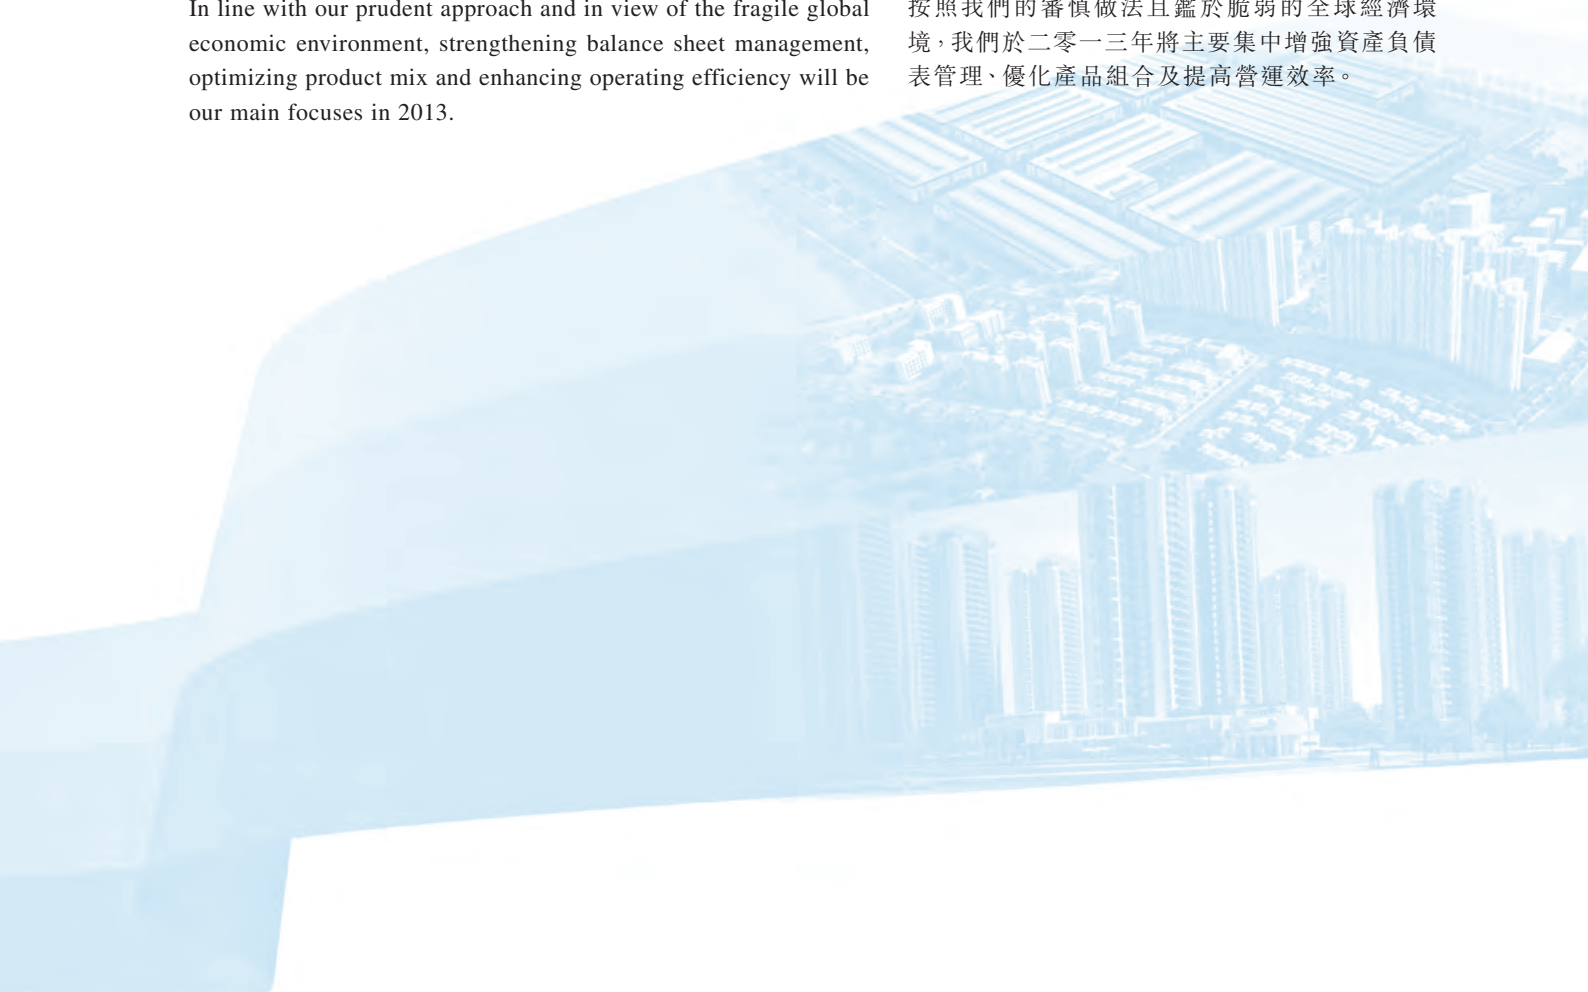 In line with our prudent approach and in view of the fragile global
economic environment, strengthening balance sheet management,
optimizing product mix and enhancing operating efficiency will be
our main focuses in 2013.
按照我們的審慎做法且鑑於脆弱的全球經濟環
境，我們於二零一三年將主要集中增強資產負債
表管理、優化產品組合及提高營運效率。